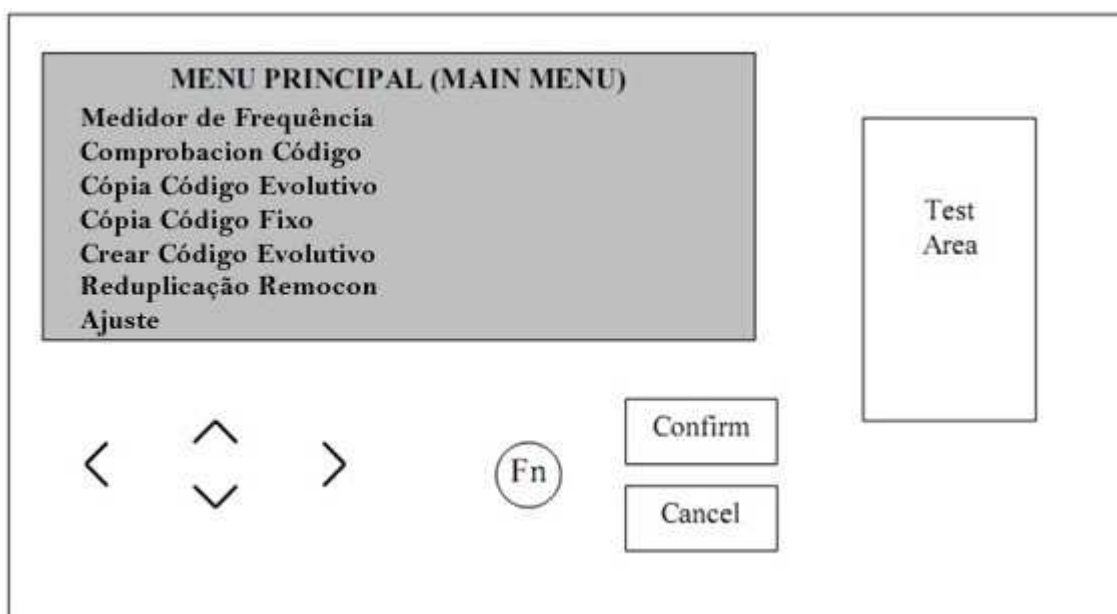 MENU PRINCIPAL (MAIN MENU)
Medidor de Frequência
Comprobacion Código
Cópia Código Evolutivo
Cópia Código Fixo
Crear Código Evolutivo
Reduplicação Remocon
Ajuste
Test
Area
Fn
Confirm
Cancel